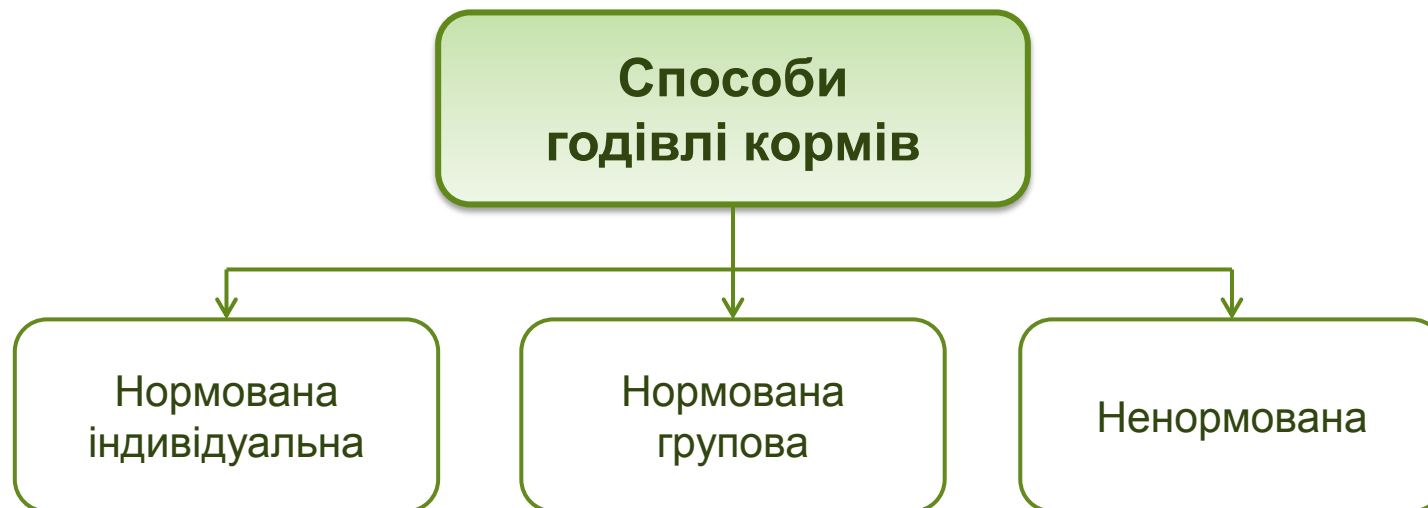 Способи
годівлі кормів
Нормована
індивідуальна
Нормована
групова
Ненормована